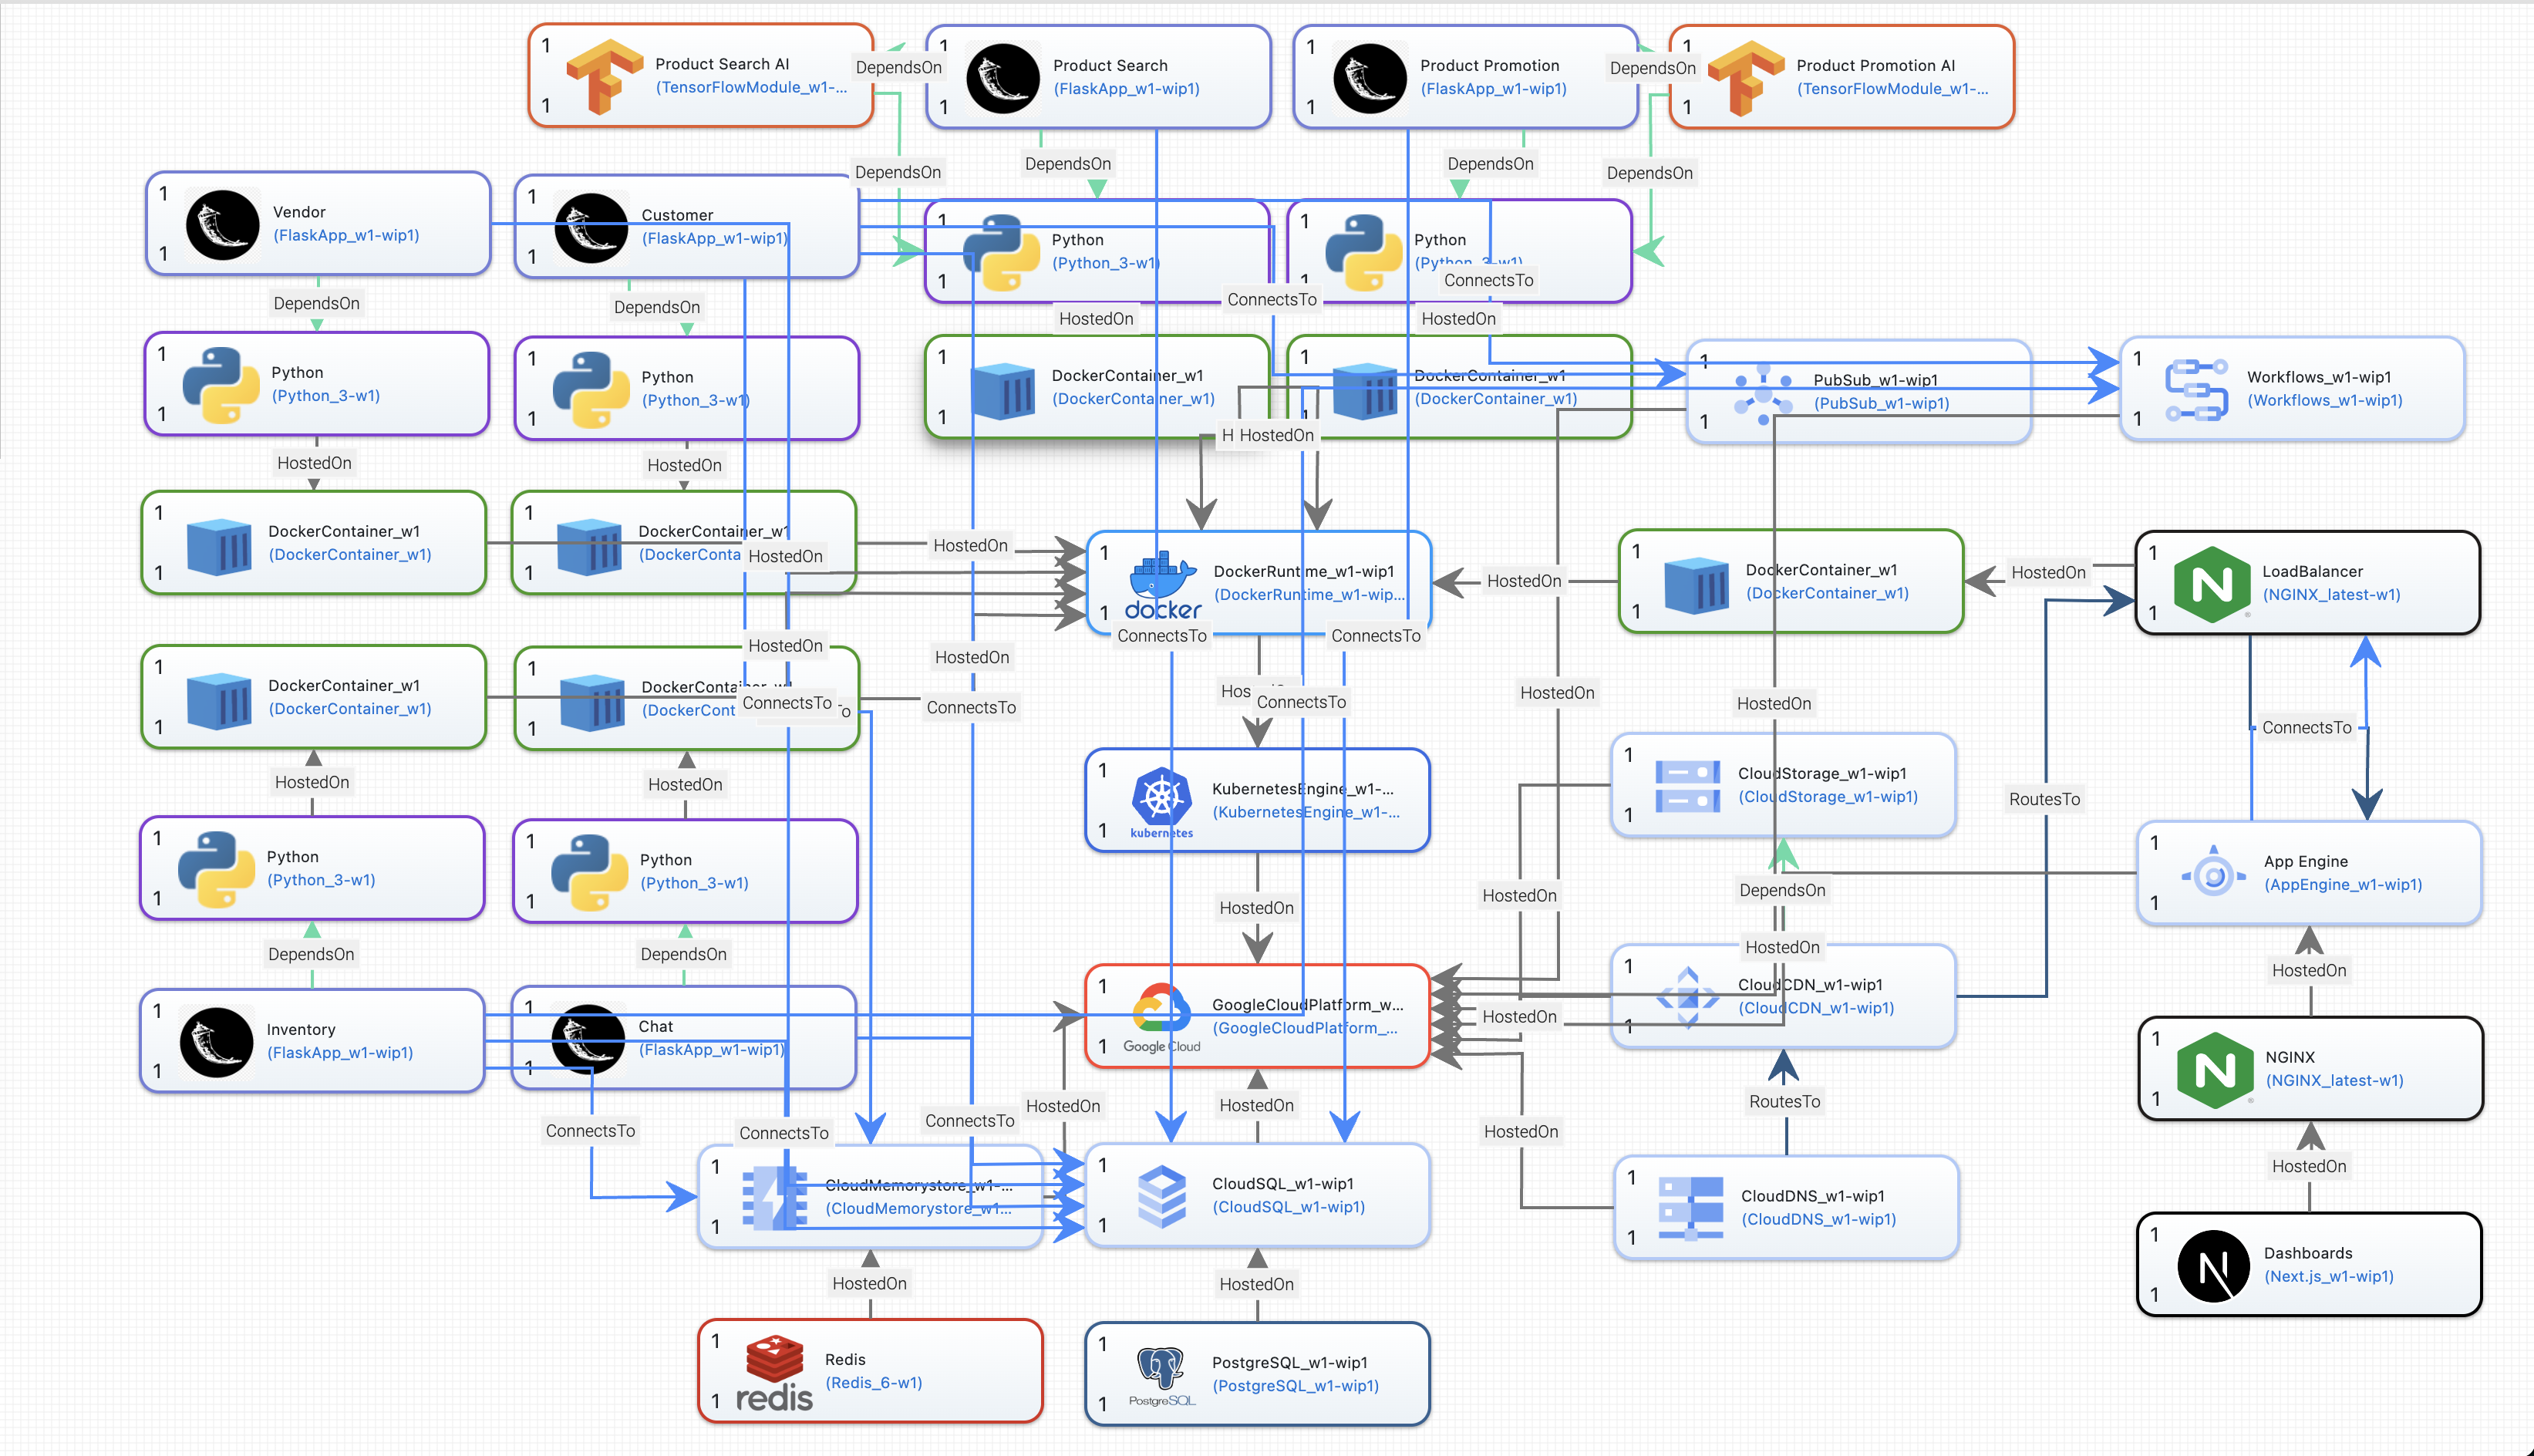 1
Product Search AI
(TensorFlowModule_w1-...
1
DependsOn
1
Product Search
(FlaskApp_w1-wip1)
1
1
Product Promotion
(FlaskApp_w1-wip1)
1
DependsOn
1
Product Promotion AI
(TensorFlowModule_w1-...
1
DependsOn
DependsOn
DependsOn
DependsOn
1
Vendor
(FlaskApp_w1-wip1)
1
1
Customer
(FlaskApp_w1-wip1)
1
1
Python
(Python_3-w1)
1
1
Python
(Python_3-w1)
1
ConnectsTo
ConnectsTo
DependsOn
DependsOn
HostedOn
HostedOn
1
Python
(Python_3-w1)
1
1
Python
(Python_3-w1)
1
1
DockerContainer_w1
(DockerContainer_w1)
1
1
DockerContainer_w1
(DockerContainer_w1)
1
1
PubSub_w1-wip1
(PubSub_w1-wip1)
1
1
Workflows_w1-wip1
(Workflows_w1-wip1)
1
H HostedOn
HostedOn
HostedOn
1
DockerContainer_w1
(DockerContainer_w1)
1
1
DockerContainer_w1
(DockerConta
1
HostedOn
HostedOn
1
docker
DockerRuntime_w1-wip1
(DockerRuntime_w1-wip...
1
HostedOn
1
DockerContainer_w1
(DockerContainer_w1)
1
HostedOn
1
LoadBalancer
(NGINX_latest-w1)
1
ConnectsTo
ConnectsTo
HostedOn
HostedOn
1
DockerContainer_w1
(DockerContainer_w1)
1
1
DockerContainer_w1
(DockerCont
1
ConnectsTo
ConnectsTo
Hos
ConnectsTo
HostedOn
HostedOn
ConnectsTo
HostedOn
HostedOn
1
kubernetes
KubernetesEngine_w1-...
(KubernetesEngine_w1-...
1
1
CloudStorage_w1-wip1
(CloudStorage_w1-wip1)
1
RoutesTo
1
Python
(Python_3-w1)
1
1
Python
(Python_3-w1)
1
HostedOn
HostedOn
DependsOn
1
App Engine
(AppEngine_w1-wip1)
1
DependsOn
DependsOn
HostedOn
HostedOn
1
Inventory
(FlaskApp_w1-wip1)
1
1
Chat
(FlaskApp_w1-wip1)
1
1
Google Cloud
GoogleCloudPlatform_w...
(GoogleCloudPlatform_...
1
HostedOn
1
CloudCDN_w1-wip1
(CloudCDN_w1-wip1)
1
1
NGINX
(NGINX_latest-w1)
1
ConnectsTo
ConnectsTo
ConnectsTo
HostedOn
HostedOn
HostedOn
RoutesTo
HostedOn
1
CloudMemorystore_w1-...
(CloudMemorystore_w1...
1
1
CloudSQL_w1-wip1
(CloudSQL_w1-wip1)
1
1
CloudDNS_w1-wip1
(CloudDNS_w1-wip1)
1
1
Dashboards
(Next.js_w1-wip1)
1
HostedOn
HostedOn
1
redis
Redis
(Redis_6-w1)
1
1
PostgreSQL
PostgreSQL_w1-wip1
(PostgreSQL_w1-wip1)
1